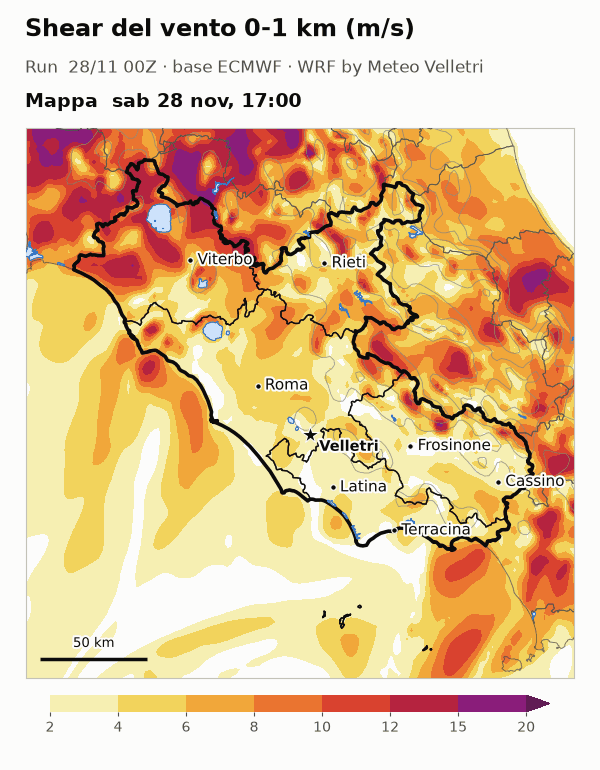 Shear del vento 0-1 km (m/s)
Run  28/11 00Z · base ECMWF · WRF by Meteo Velletri
Mappa  sab 28 nov, 17:00
Viterbo
Rieti
Roma
Velletri
Frosinone
Latina
Cassino
Terracina
50 km
2 4 6 8 10 12 15 20